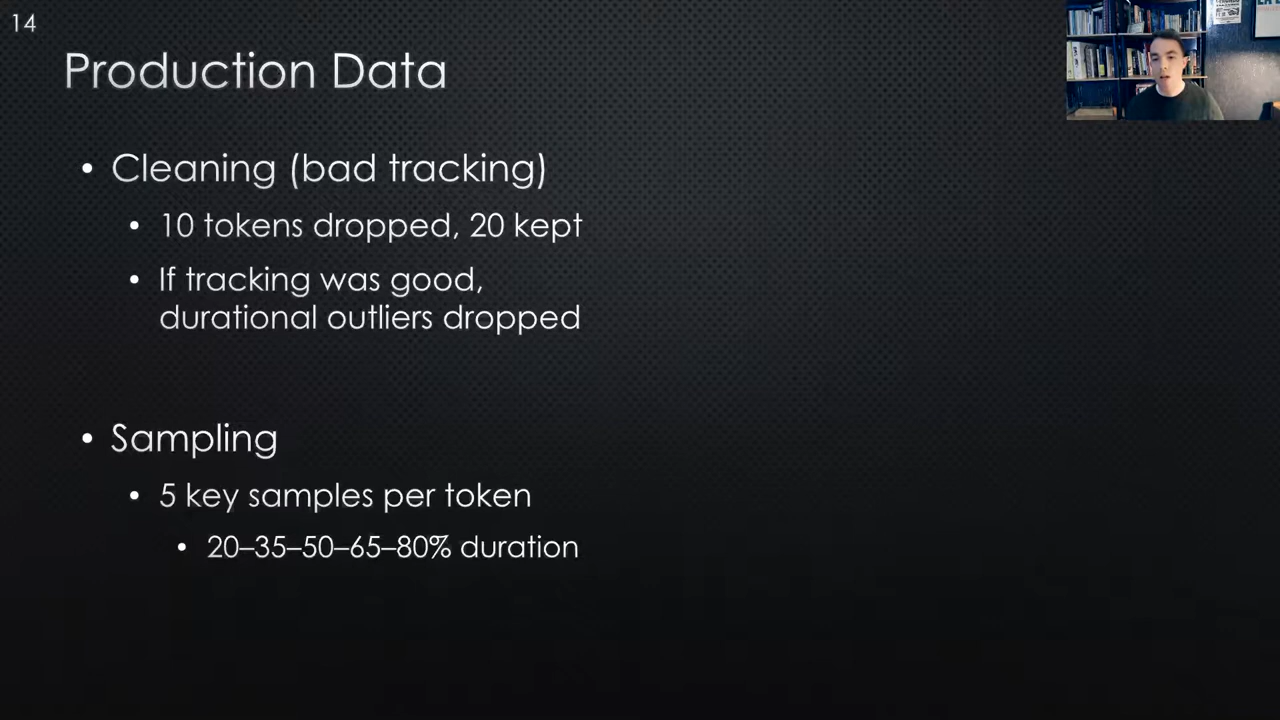 14
Production Data
• Cleaning (bad tracking)
• 10 tokens dropped, 20 kept
• If tracking was good,
durational outliers dropped
• Sampling
• 5 key samples per token
• 20–35–50–65–80% duration